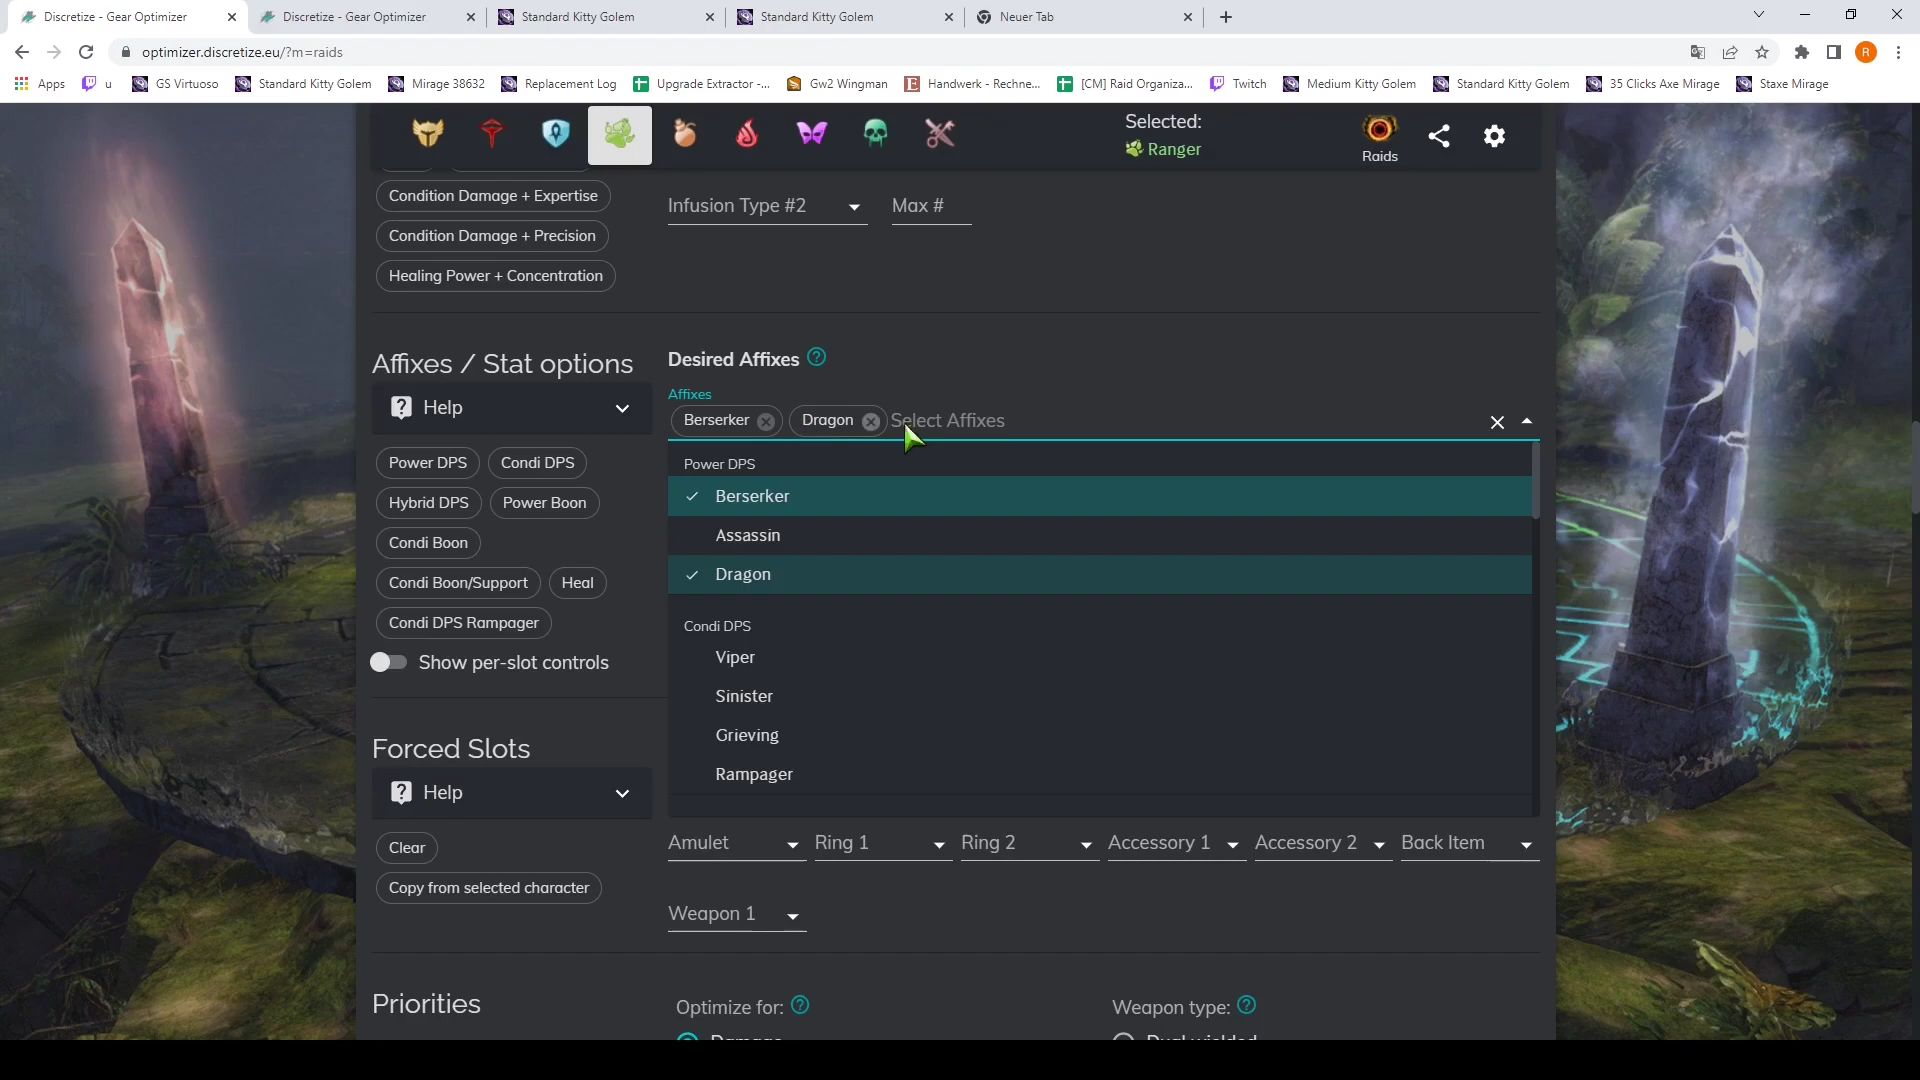 Discretize - Gear Optimizer
Discretize - Gear Optimizer
Standard Kitty Golem
Standard Kitty Golem
Neuer Tab
optimizer.discretize.eu/?m=raids
R
Apps
u
GS Virtuoso
Standard Kitty Golem
Mirage 38632
Replacement Log
Upgrade Extractor -...
Gw2 Wingman
Handwerk - Rechne...
[CM] Raid Organiza...
Twitch
Medium Kitty Golem
Standard Kitty Golem
35 Clicks Axe Mirage
Staxe Mirage
Selected:
Ranger
Raids
Condition Damage + Expertise
Condition Damage + Precision
Healing Power + Concentration
Infusion Type #2
Max #
Affixes / Stat options
Help
Power DPS
Condi DPS
Hybrid DPS
Power Boon
Condi Boon
Condi Boon/Support
Heal
Condi DPS Rampager
Show per-slot controls
Desired Affixes
Affixes
Berserker
Dragon
Select Affixes
Power DPS
Berserker
Assassin
Dragon
Condi DPS
Viper
Sinister
Grieving
Rampager
Forced Slots
Help
Clear
Copy from selected character
Amulet
Ring 1
Ring 2
Accessory 1
Accessory 2
Back Item
Weapon 1
Priorities
Optimize for:
Damage
Weapon type:
Dual wielded